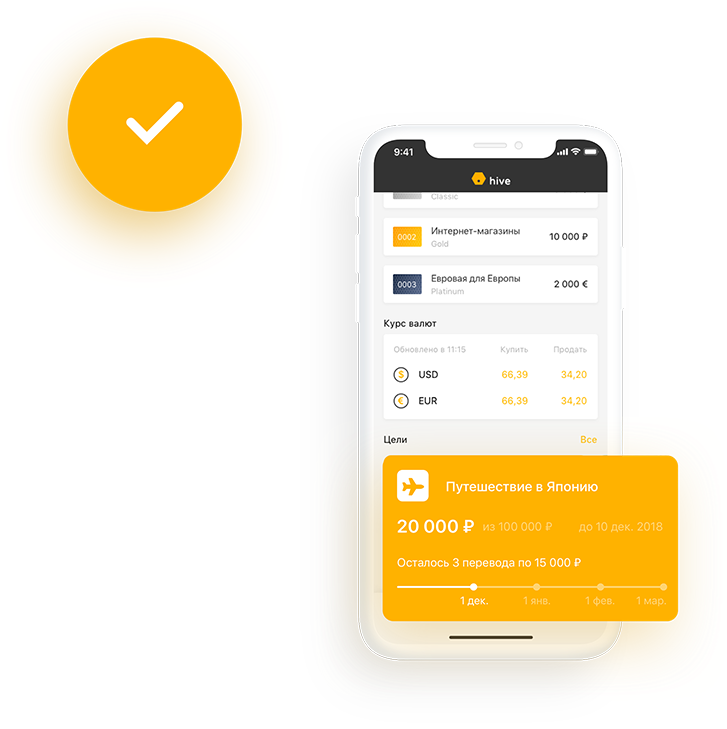 9:41
hive
Classic
0002 Интернет-магазины 10 000 ₽
Gold
0003 Евровая для Европы 2 000 €
Platinum
Курс валют
Обновлено в 11:15 Купить Продать
$ USD 66,39 34,20
€ EUR 66,39 34,20
Цели Все
Путешествие в Японию
20 000 ₽ из 100 000 ₽ до 10 дек. 2018
Осталось 3 перевода по 15 000 ₽
1 дек. 1 янв. 1 фев. 1 мар.